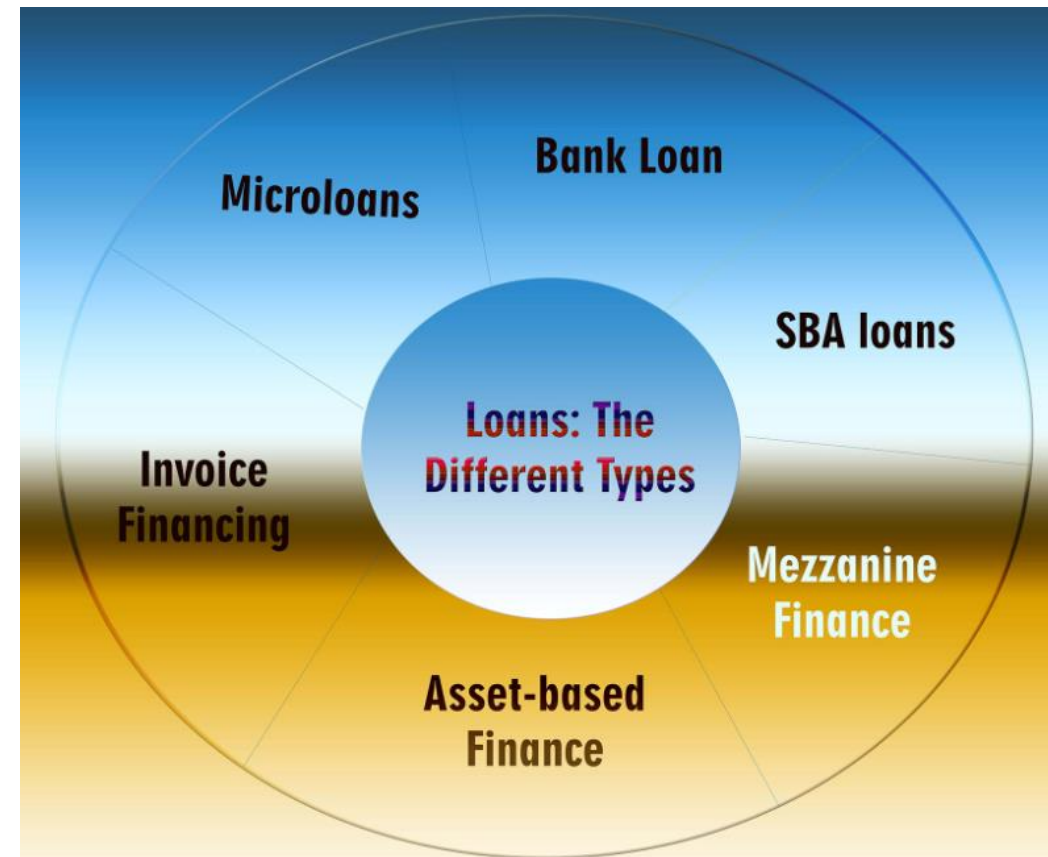 Loans: The
Different Types
Bank Loan
SBA loans
Mezzanine
Finance
Asset-based
Finance
Invoice
Financing
Microloans